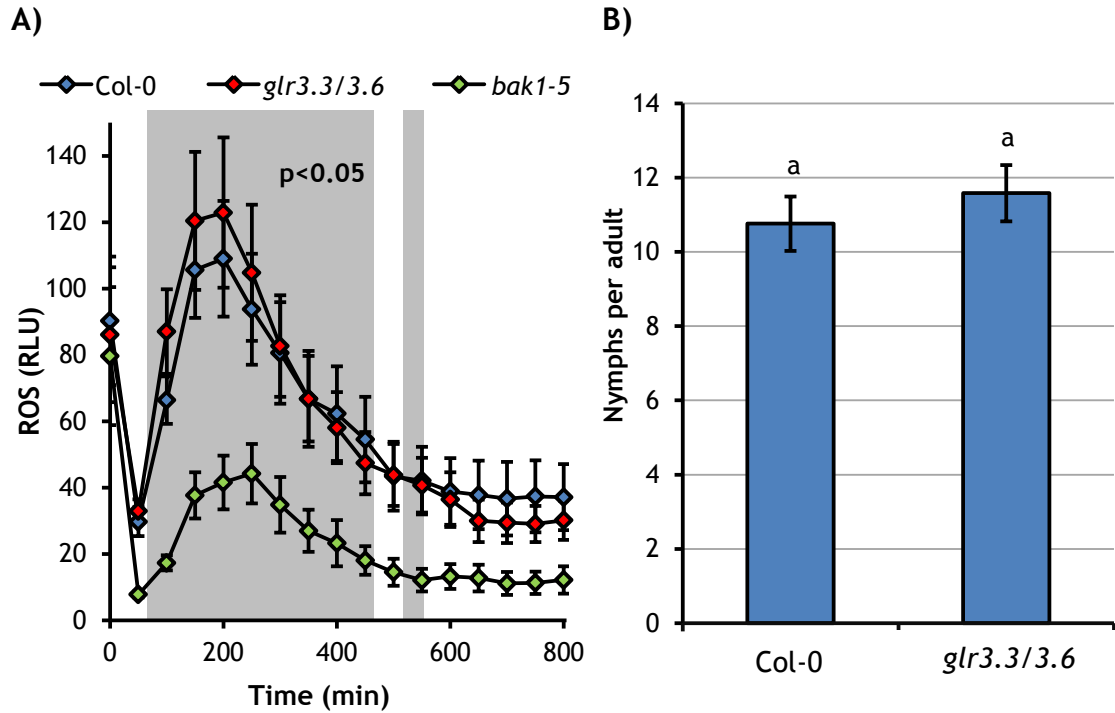 A)
Col-0 glr3.3/3.6 bak1-5
p<0.05
ROS (RLU)
140
120
100
80
60
40
20
0
0 200 400 600 800
Time (min)
B)
Nymphs per adult
14
12
10
8
6
4
2
0
a a
Col-0 glr3.3/3.6